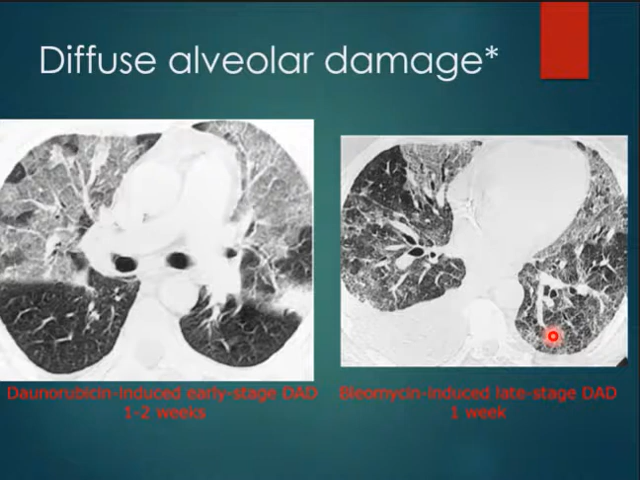 Diffuse alveolar damage*
Daunorubicin-induced early-stage DAD
1-2 weeks
Bleomycin-induced late-stage DAD
1 week